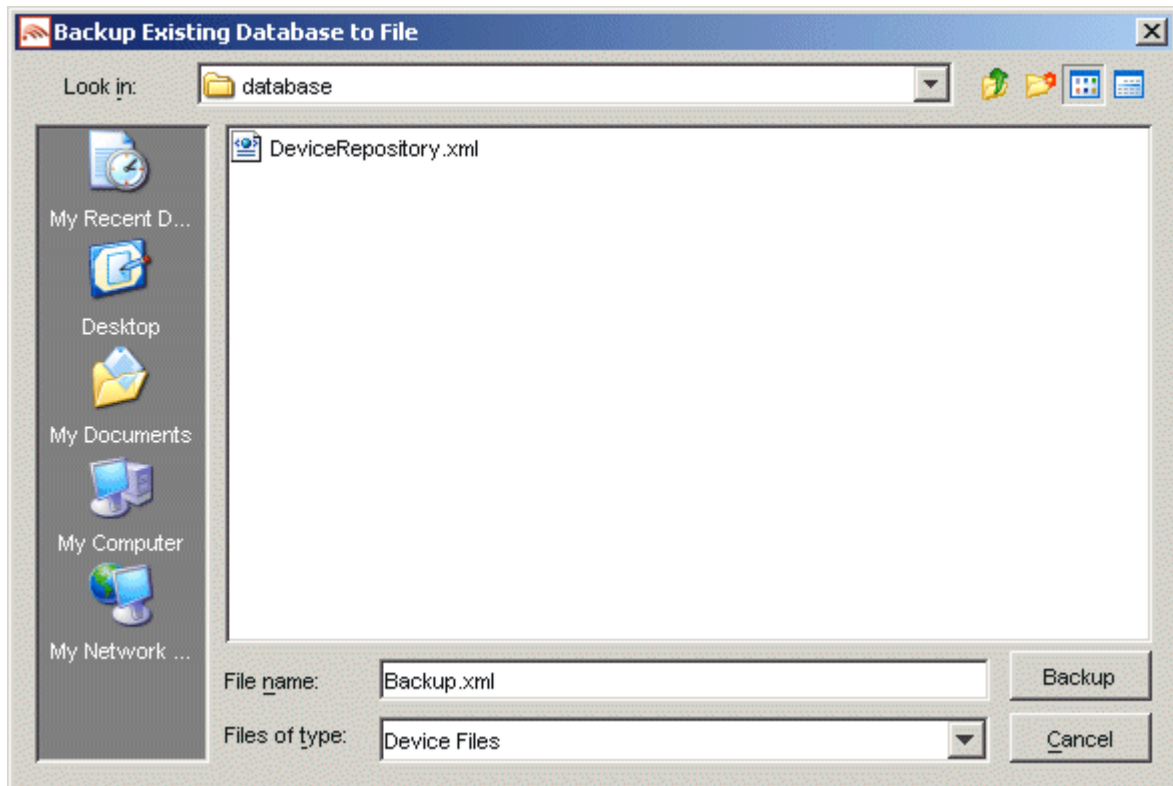 Backup Existing Database to File
Look in:
database
DeviceRepository.xml
My Recent D...
Desktop
My Documents
My Computer
My Network ...
File name:
Backup.xml
Backup
Files of type:
Device Files
Cancel